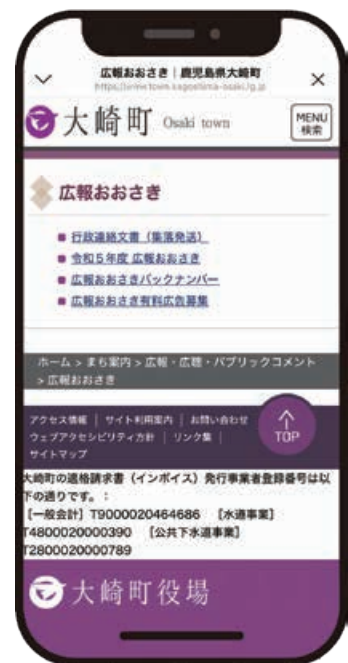 広報おおさき｜鹿児島県大崎町
https://www.town.kagoshima-osaki.lg.jp
大崎町 Osaki town
MENU
検索
広報おおさき
行政連絡文書（集落発送）
令和５年度 広報おおさき
広報おおさきバックナンバー
広報おおさき有料広告募集
ホーム > まち案内 > 広報・広聴・パブリックコメント
> 広報おおさき
アクセス情報 ｜ サイト利用案内 ｜ お問い合わせ
ウェブアクセシビリティ方針 ｜ リンク集 ｜
サイトマップ
TOP
大崎町の適格請求書（インボイス）発行事業者登録番号は以
下の通りです。：
［一般会計］T9000020464686 ［水道事業］
T4800020000390 ［公共下水道事業］
T2800020000789
大崎町役場